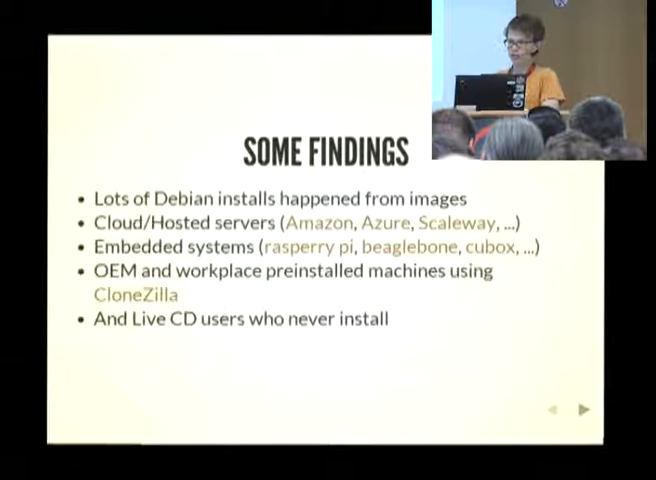 SOME FINDINGS
Lots of Debian installs happened from images
Cloud/Hosted servers (Amazon, Azure, Scaleway, ...)
Embedded systems (rasperry pi, beaglebone, cubox, ...)
OEM and workplace preinstalled machines using
CloneZilla
And Live CD users who never install